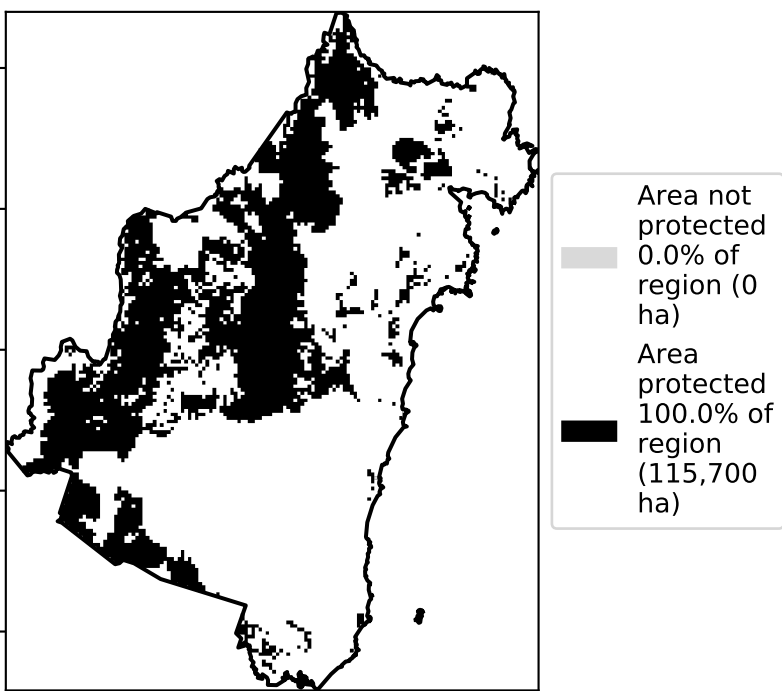 Area not
protected
0.0% of
region (0
ha)
Area
protected
100.0% of
region
(115,700
ha)